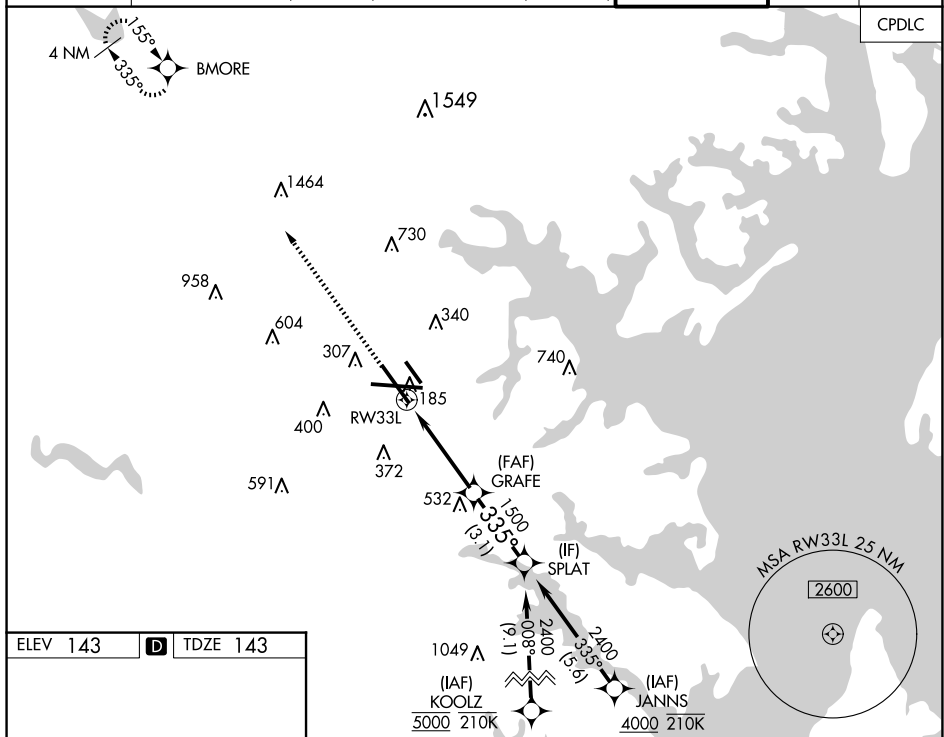 CPDLC
155°
4 NM
335°
BMORE
1549
1464
730
958
604
340
307
740
185
RW33L
400
372
(FAF)
GRAFE
591
532
1500
335°
(3.1)
(IF)
SPLAT
MSA RW33L 25 NM
2600
ELEV 143
D
TDZE 143
2400
008°
(9.1)
2400
335°
(5.6)
1049
(IAF)
KOOLZ
5000 210K
(IAF)
JANNS
4000 210K